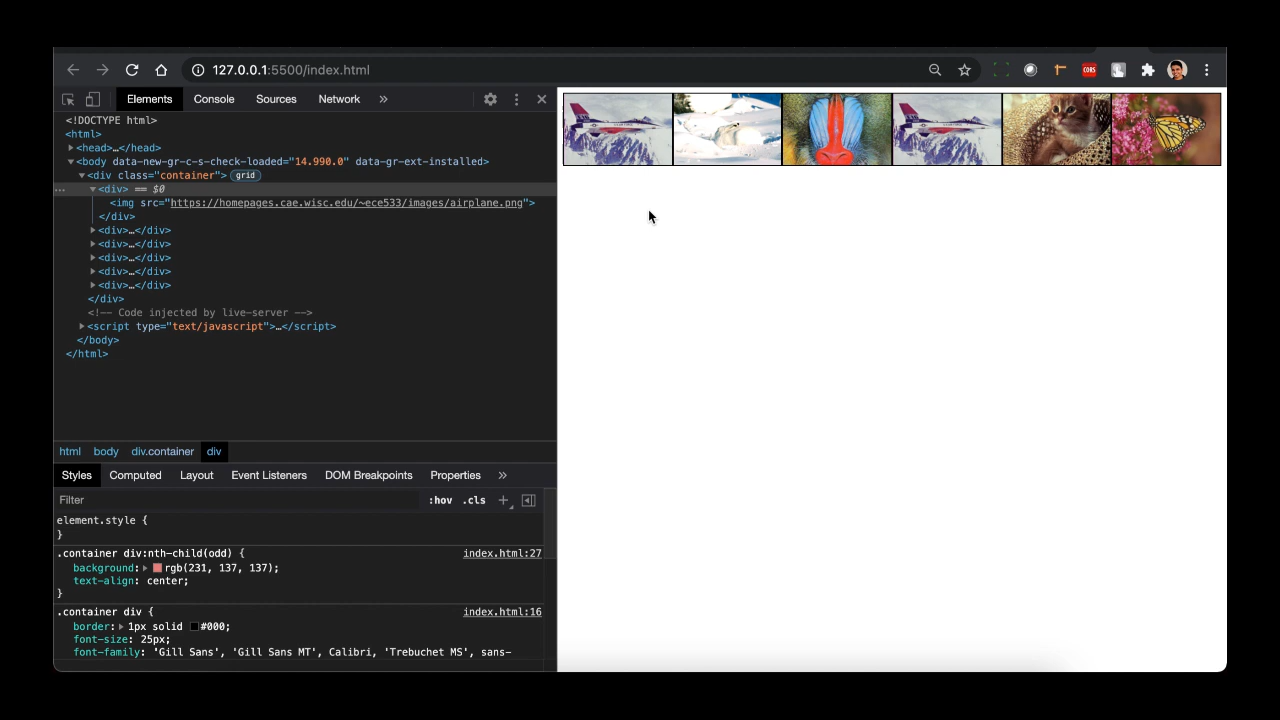 127.0.0.1:5500/index.html
CORS
Elements Console Sources Network »
<!DOCTYPE html>
<html>
<head>…</head>
<body data-new-gr-c-s-check-loaded="14.990.0" data-gr-ext-installed>
<div class="container"> grid
… <div> == $0
<img src="https://homepages.cae.wisc.edu/~ece533/images/airplane.png">
</div>
<div>…</div>
<div>…</div>
<div>…</div>
<div>…</div>
<div>…</div>
</div>
<!-- Code injected by live-server -->
<script type="text/javascript">…</script>
</body>
</html>
html body div.container div
Styles Computed Layout Event Listeners DOM Breakpoints Properties »
Filter :hov .cls +
element.style {
}
.container div:nth-child(odd) { index.html:27
background: rgb(231, 137, 137);
text-align: center;
}
.container div { index.html:16
border: 1px solid #000;
font-size: 25px;
font-family: 'Gill Sans', 'Gill Sans MT', Calibri, 'Trebuchet MS', sans-